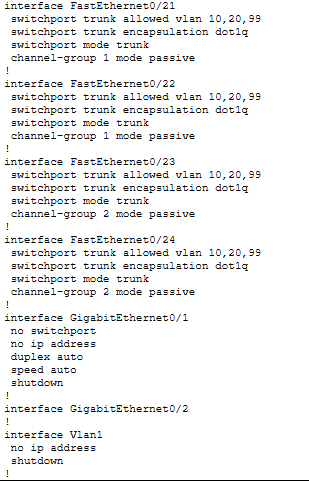 interface FastEthernet0/21
switchport trunk allowed vlan 10,20,99
switchport trunk encapsulation dot1q
switchport mode trunk
channel-group 1 mode passive
!
interface FastEthernet0/22
switchport trunk allowed vlan 10,20,99
switchport trunk encapsulation dot1q
switchport mode trunk
channel-group 1 mode passive
!
interface FastEthernet0/23
switchport trunk allowed vlan 10,20,99
switchport trunk encapsulation dot1q
switchport mode trunk
channel-group 2 mode passive
!
interface FastEthernet0/24
switchport trunk allowed vlan 10,20,99
switchport trunk encapsulation dot1q
switchport mode trunk
channel-group 2 mode passive
!
interface GigabitEthernet0/1
no switchport
no ip address
duplex auto
speed auto
shutdown
!
interface GigabitEthernet0/2
!
interface Vlan1
no ip address
shutdown
!